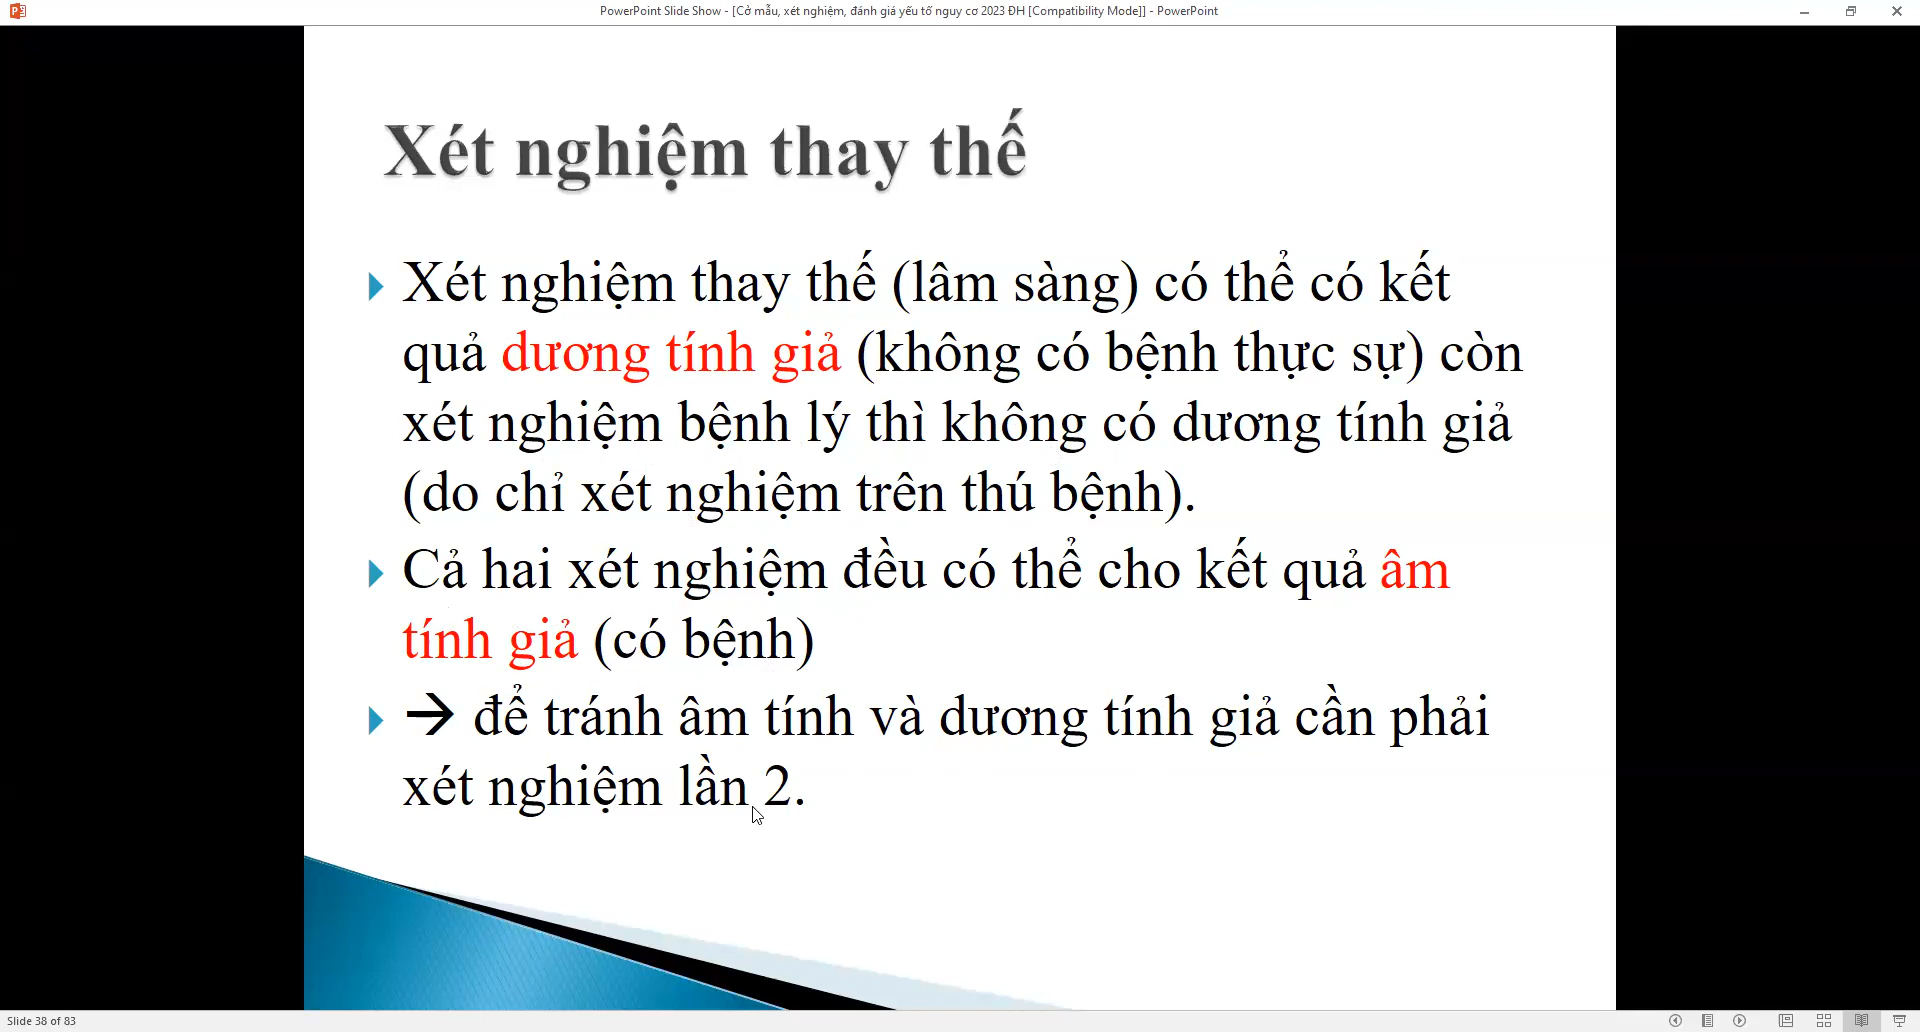 PowerPoint Slide Show - [Cở mẫu, xét nghiệm, đánh giá yếu tố nguy cơ 2023 ĐH [Compatibility Mode]] - PowerPoint
Xét nghiệm thay thế
Xét nghiệm thay thế (lâm sàng) có thể có kết
quả dương tính giả (không có bệnh thực sự) còn
xét nghiệm bệnh lý thì không có dương tính giả
(do chỉ xét nghiệm trên thú bệnh).
Cả hai xét nghiệm đều có thể cho kết quả âm
tính giả (có bệnh)
→ để tránh âm tính và dương tính giả cần phải
xét nghiệm lần 2.
Slide 38 of 83